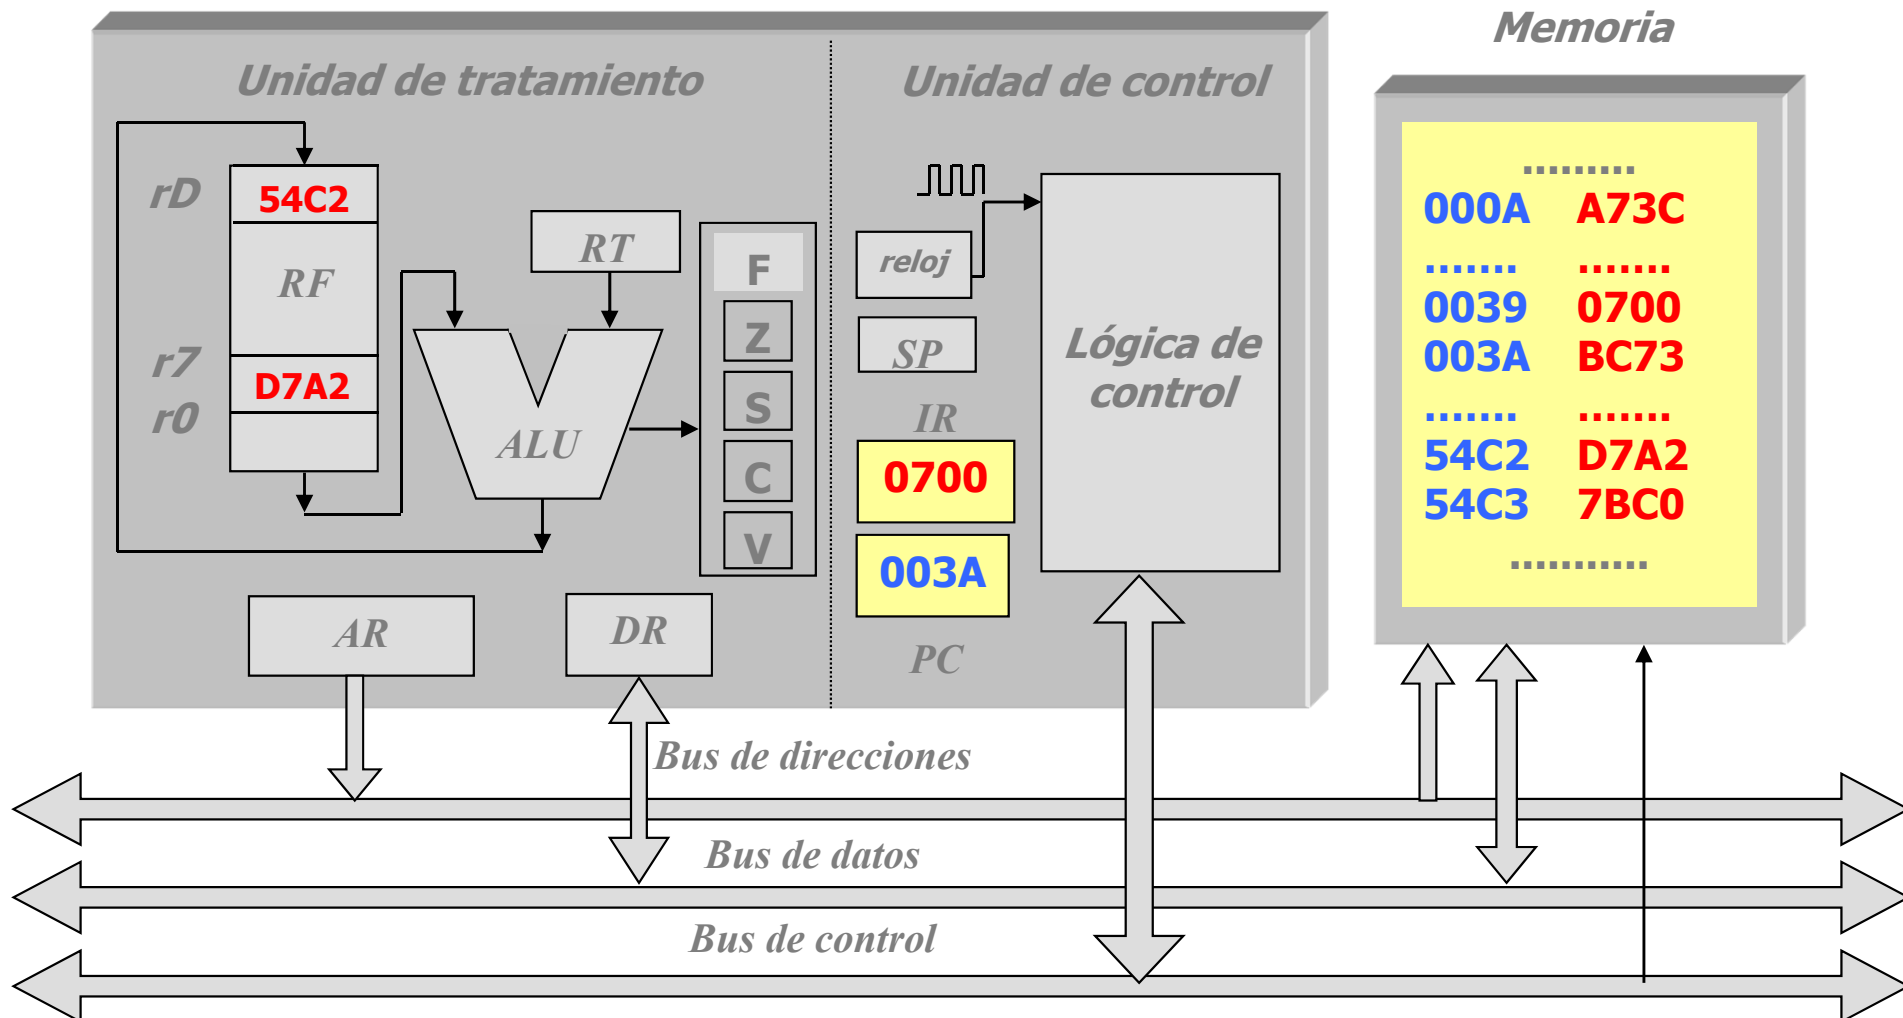 Memoria
Unidad de tratamiento
Unidad de control
rD
54C2
RF
r7
D7A2
r0
RT
ALU
F
Z
S
C
V
reloj
SP
IR
0700
003A
PC
Lógica de
control
AR
DR
.........
000A A73C
....... .......
0039 0700
003A BC73
....... .......
54C2 D7A2
54C3 7BC0
...........
Bus de direcciones
Bus de datos
Bus de control